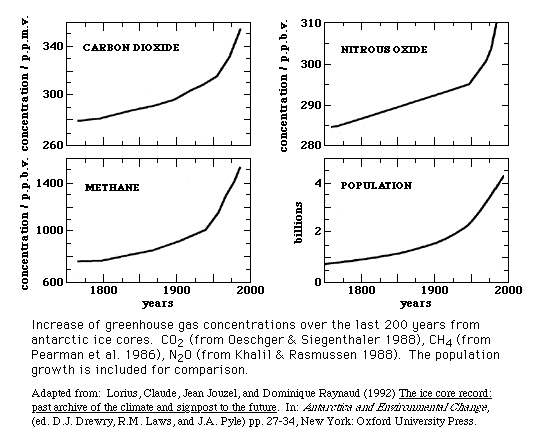 CARBON DIOXIDE
concentration / p.p.m.v.
340
300
260
NITROUS OXIDE
concentration / p.p.b.v.
310
300
290
280
METHANE
concentration / p.p.b.v.
1400
1000
600
1800
1900
2000
years
POPULATION
billions
4
2
0
1800
1900
2000
years
Increase of greenhouse gas concentrations over the last 200 years from
antarctic ice cores. CO2 (from Oeschger & Siegenthaler 1988), CH4 (from
Pearman et al. 1986), N2O (from Khalil & Rasmussen 1988). The population
growth is included for comparison.
Adapted from: Lorius, Claude, Jean Jouzel, and Dominique Raynaud (1992) The ice core record:
past archive of the climate and signpost to the future. In: Antarctica and Environmental Change,
(ed. D.J. Drewry, R.M. Laws, and J.A. Pyle) pp. 27-34, New York: Oxford University Press.